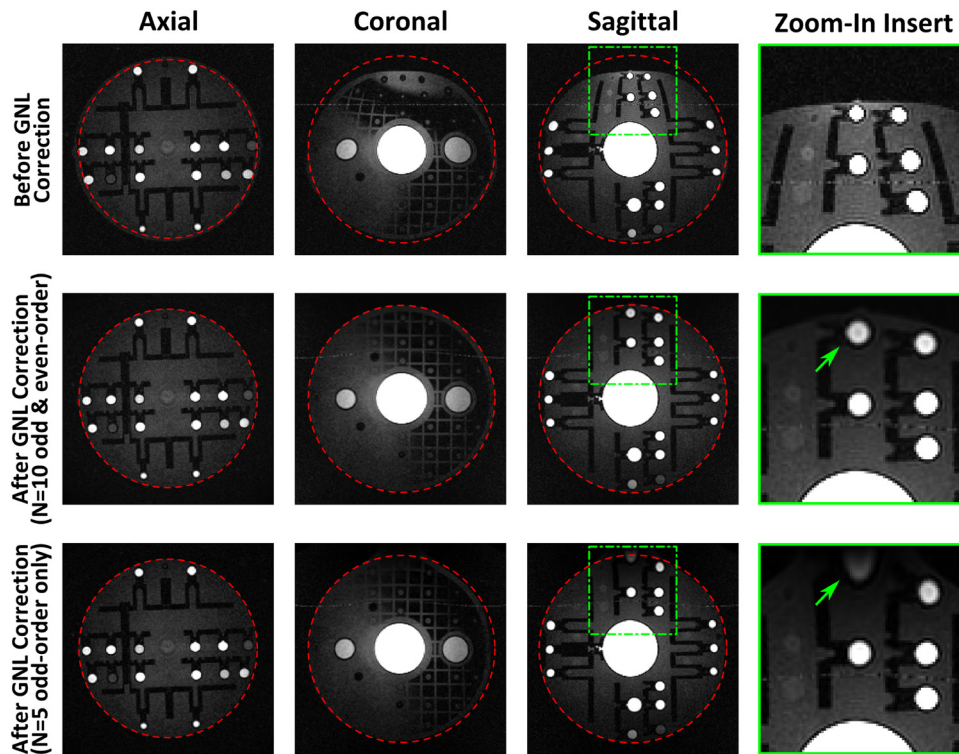 Axial
Coronal
Sagittal
Zoom-In Insert
Before GNL
Correction
After GNL Correction
(N=10 odd & even-order)
After GNL Correction
(N=5 odd-order only)